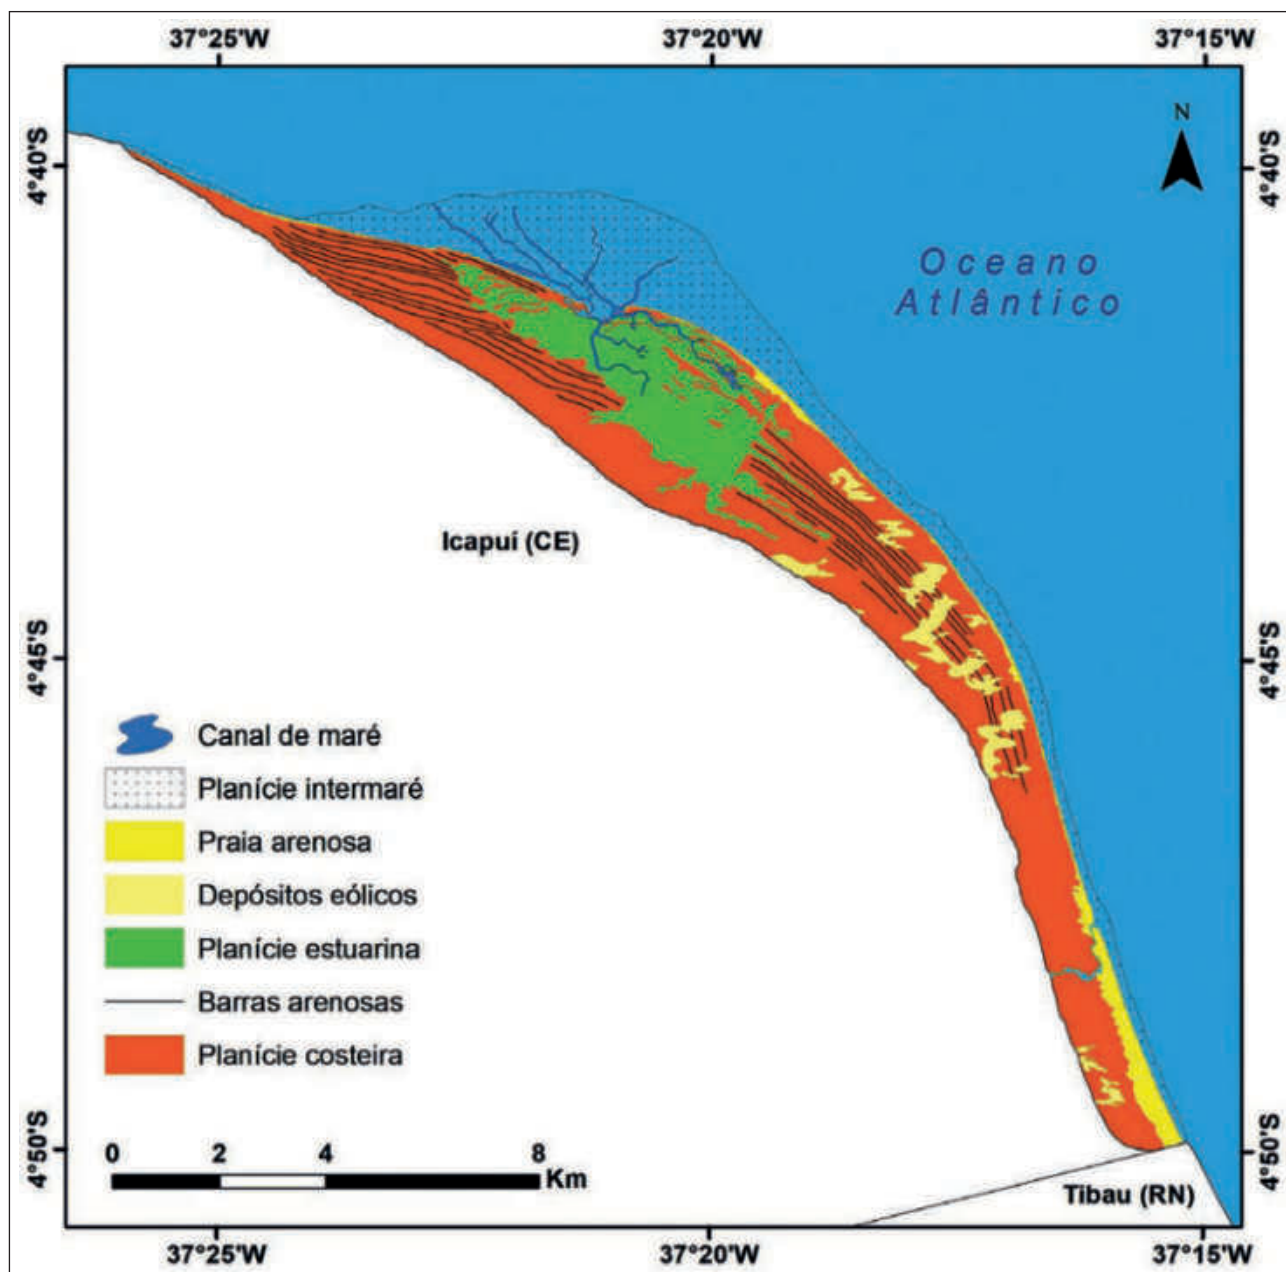 37°25'W 37°20'W 37°15'W
N
4°40'S 4°40'S
Oceano
Atlântico
Icapuí (CE)
4°45'S 4°45'S
Canal de maré
Planície intermaré
Praia arenosa
Depósitos eólicos
Planície estuarina
Barras arenosas
Planície costeira
4°50'S 4°50'S
0 2 4 8
Km
Tibau (RN)
37°25'W 37°20'W 37°15'W